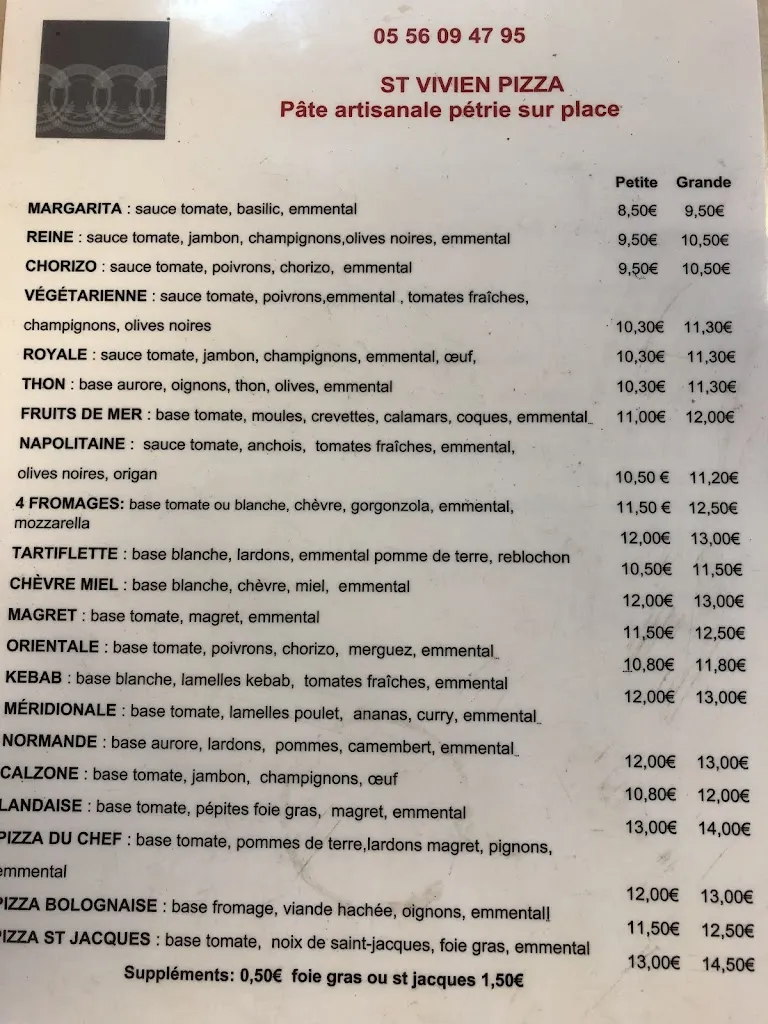 05 56 09 47 95
ST VIVIEN PIZZA
Pâte artisanale pétrie sur place
Petite Grande
MARGARITA : sauce tomate, basilic, emmental 8,50€ 9,50€
REINE : sauce tomate, jambon, champignons,olives noires, emmental 9,50€ 10,50€
CHORIZO : sauce tomate, poivrons, chorizo, emmental 9,50€ 10,50€
VÉGÉTARIENNE : sauce tomate, poivrons,emmental , tomates fraîches,
champignons, olives noires 10,30€ 11,30€
ROYALE : sauce tomate, jambon, champignons, emmental, œuf, 10,30€ 11,30€
THON : base aurore, oignons, thon, olives, emmental 10,30€ 11,30€
FRUITS DE MER : base tomate, moules, crevettes, calamars, coques, emmental 11,00€ 12,00€
NAPOLITAINE : sauce tomate, anchois, tomates fraîches, emmental,
olives noires, origan 10,50 € 11,20€
4 FROMAGES: base tomate ou blanche, chèvre, gorgonzola, emmental, 11,50 € 12,50€
mozzarella
12,00€ 13,00€
TARTIFLETTE : base blanche, lardons, emmental pomme de terre, reblochon
10,50€ 11,50€
CHÈVRE MIEL : base blanche, chèvre, miel, emmental
12,00€ 13,00€
MAGRET : base tomate, magret, emmental
11,50€ 12,50€
ORIENTALE : base tomate, poivrons, chorizo, merguez, emmental
10,80€ 11,80€
KEBAB : base blanche, lamelles kebab, tomates fraîches, emmental
12,00€ 13,00€
MÉRIDIONALE : base tomate, lamelles poulet, ananas, curry, emmental
NORMANDE : base aurore, lardons, pommes, camembert, emmental
12,00€ 13,00€
CALZONE : base tomate, jambon, champignons, œuf
10,80€ 12,00€
LANDAISE : base tomate, pépites foie gras, magret, emmental
13,00€ 14,00€
PIZZA DU CHEF : base tomate, pommes de terre,lardons magret, pignons,
emmental
12,00€ 13,00€
PIZZA BOLOGNAISE : base fromage, viande hachée, oignons, emmentall
11,50€ 12,50€
PIZZA ST JACQUES : base tomate, noix de saint-jacques, foie gras, emmental
13,00€ 14,50€
Suppléments: 0,50€ foie gras ou st jacques 1,50€